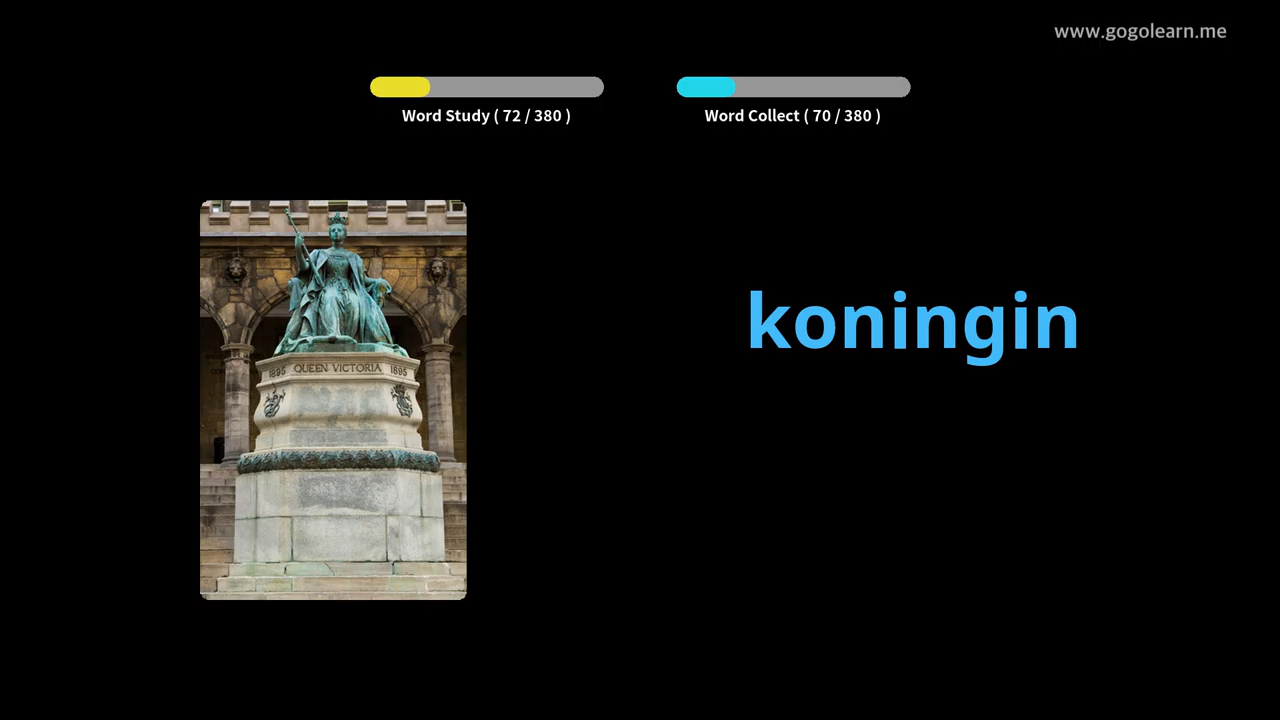 www.gogolearn.me
Word Study ( 72 / 380 )
Word Collect ( 70 / 380 )
1895 QUEEN VICTORIA 1895
koningin